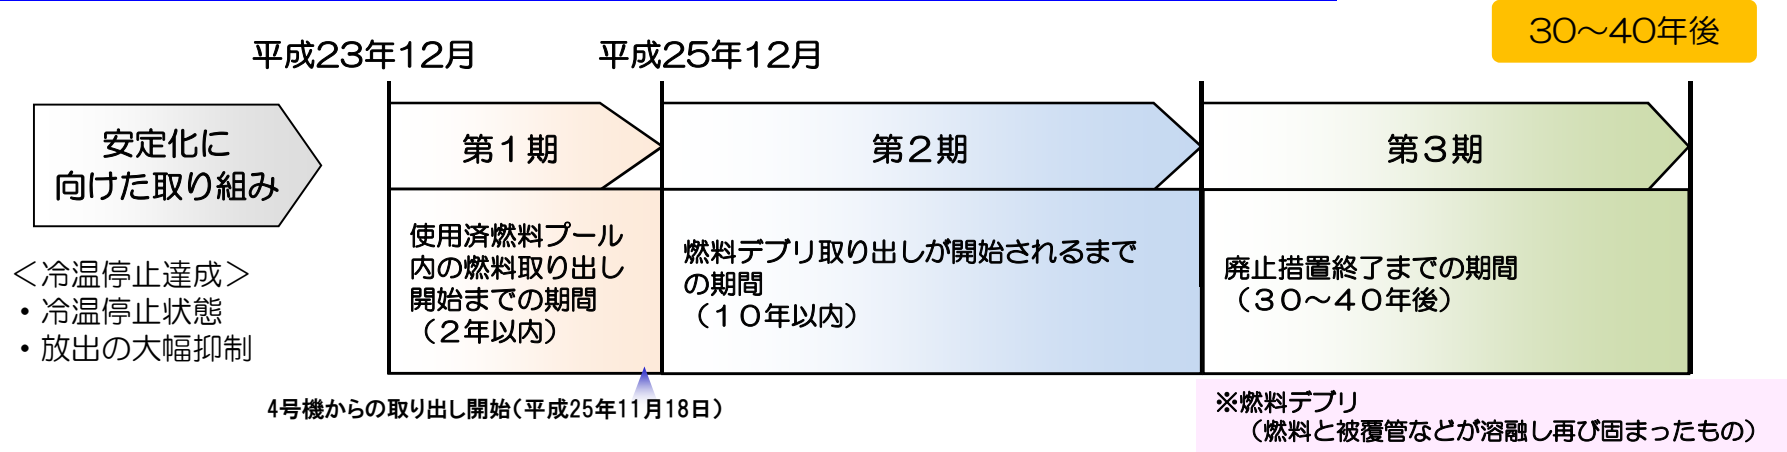 30～40年後
平成23年12月
平成25年12月
安定化に
向けた取り組み
第１期
第２期
第３期
使用済燃料プール
内の燃料取り出し
開始までの期間
（２年以内）
燃料デブリ取り出しが開始されるまで
の期間
（１０年以内）
廃止措置終了までの期間
（３０～４０年後）
＜冷温停止達成＞
・冷温停止状態
・放出の大幅抑制
4号機からの取り出し開始（平成25年11月18日）
※燃料デブリ
（燃料と被覆管などが溶融し再び固まったもの）